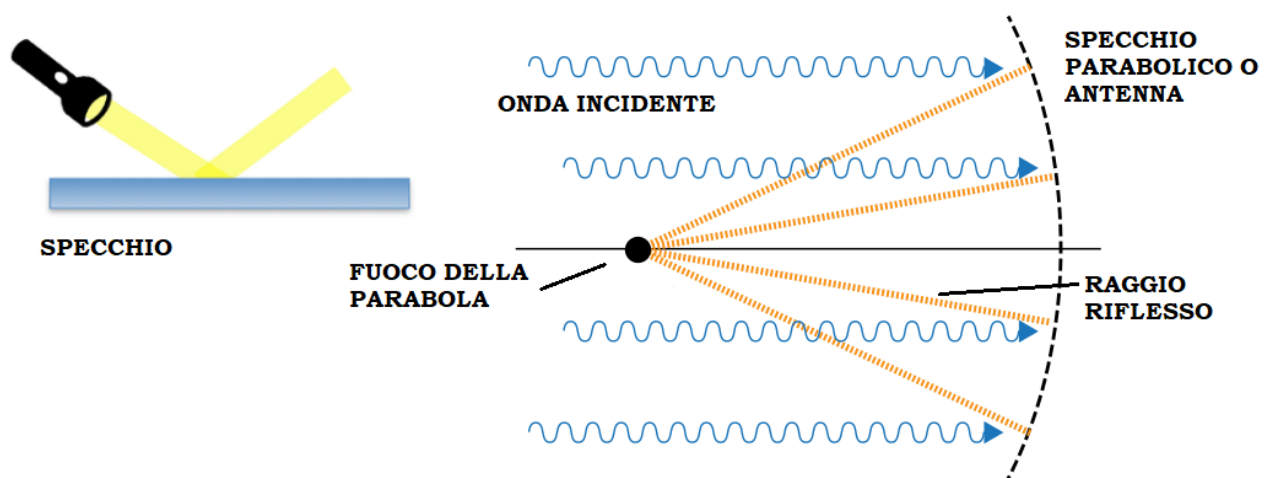 SPECCHIO
ONDA INCIDENTE
SPECCHIO
PARABOLICO O
ANTENNA
FUOCO DELLA
PARABOLA
RAGGIO
RIFLESSO